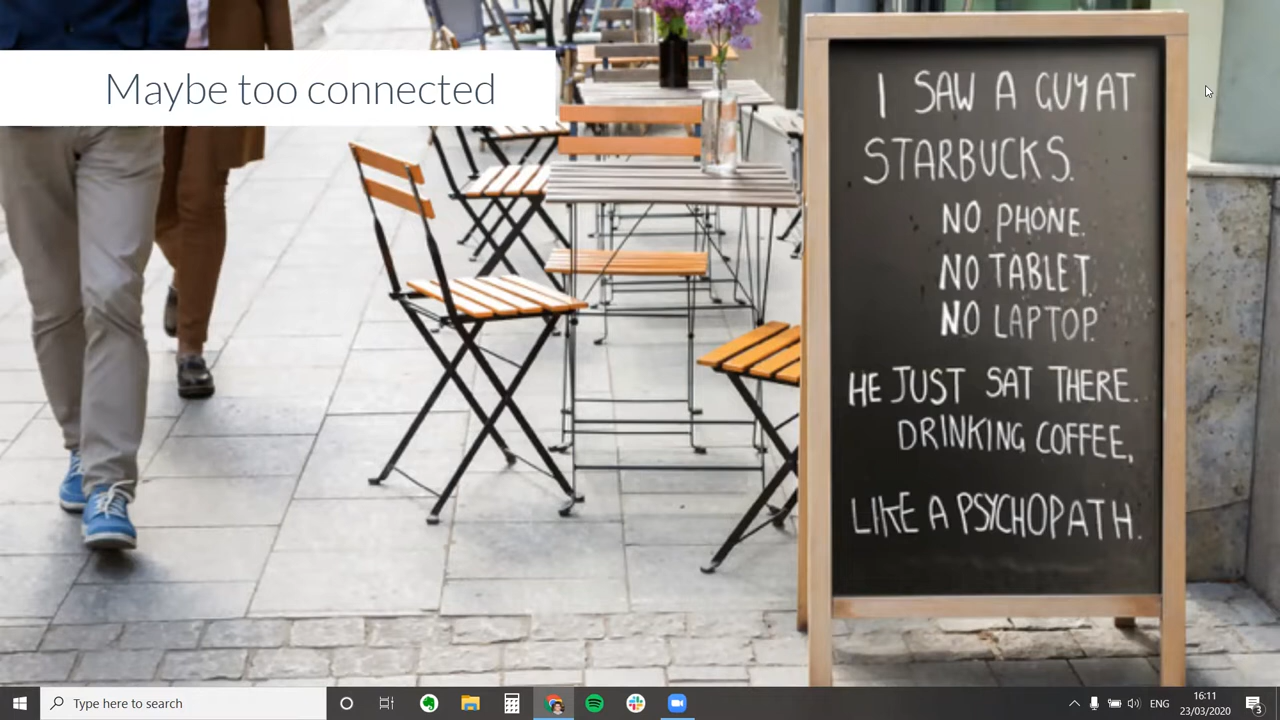 Maybe too connected
I SAW A GUY AT
STARBUCKS.
NO PHONE.
NO TABLET.
NO LAPTOP.
HE JUST SAT THERE.
DRINKING COFFEE,
LIKE A PSYCHOPATH.
Type here to search
ENG
16:11
23/03/2020
3